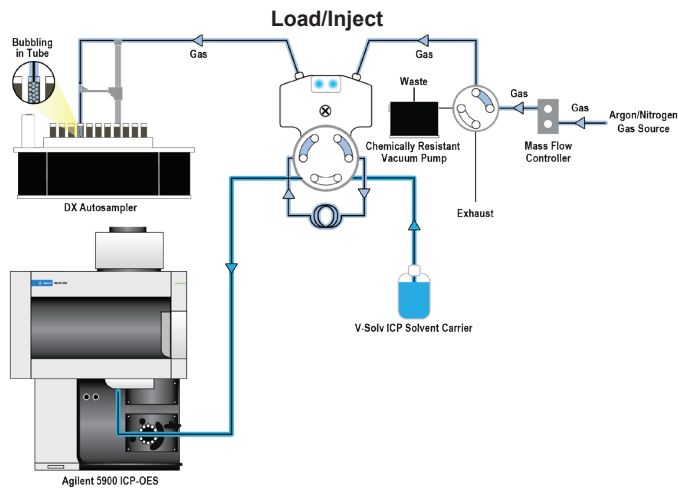 Load/Inject
Bubbling
in Tube
Gas
Gas
Waste
Gas
Gas
Argon/Nitrogen
Gas Source
Chemically Resistant
Vacuum Pump
Mass Flow
Controller
DX Autosampler
Exhaust
V-Solv ICP Solvent Carrier
Agilent 5900 ICP-OES